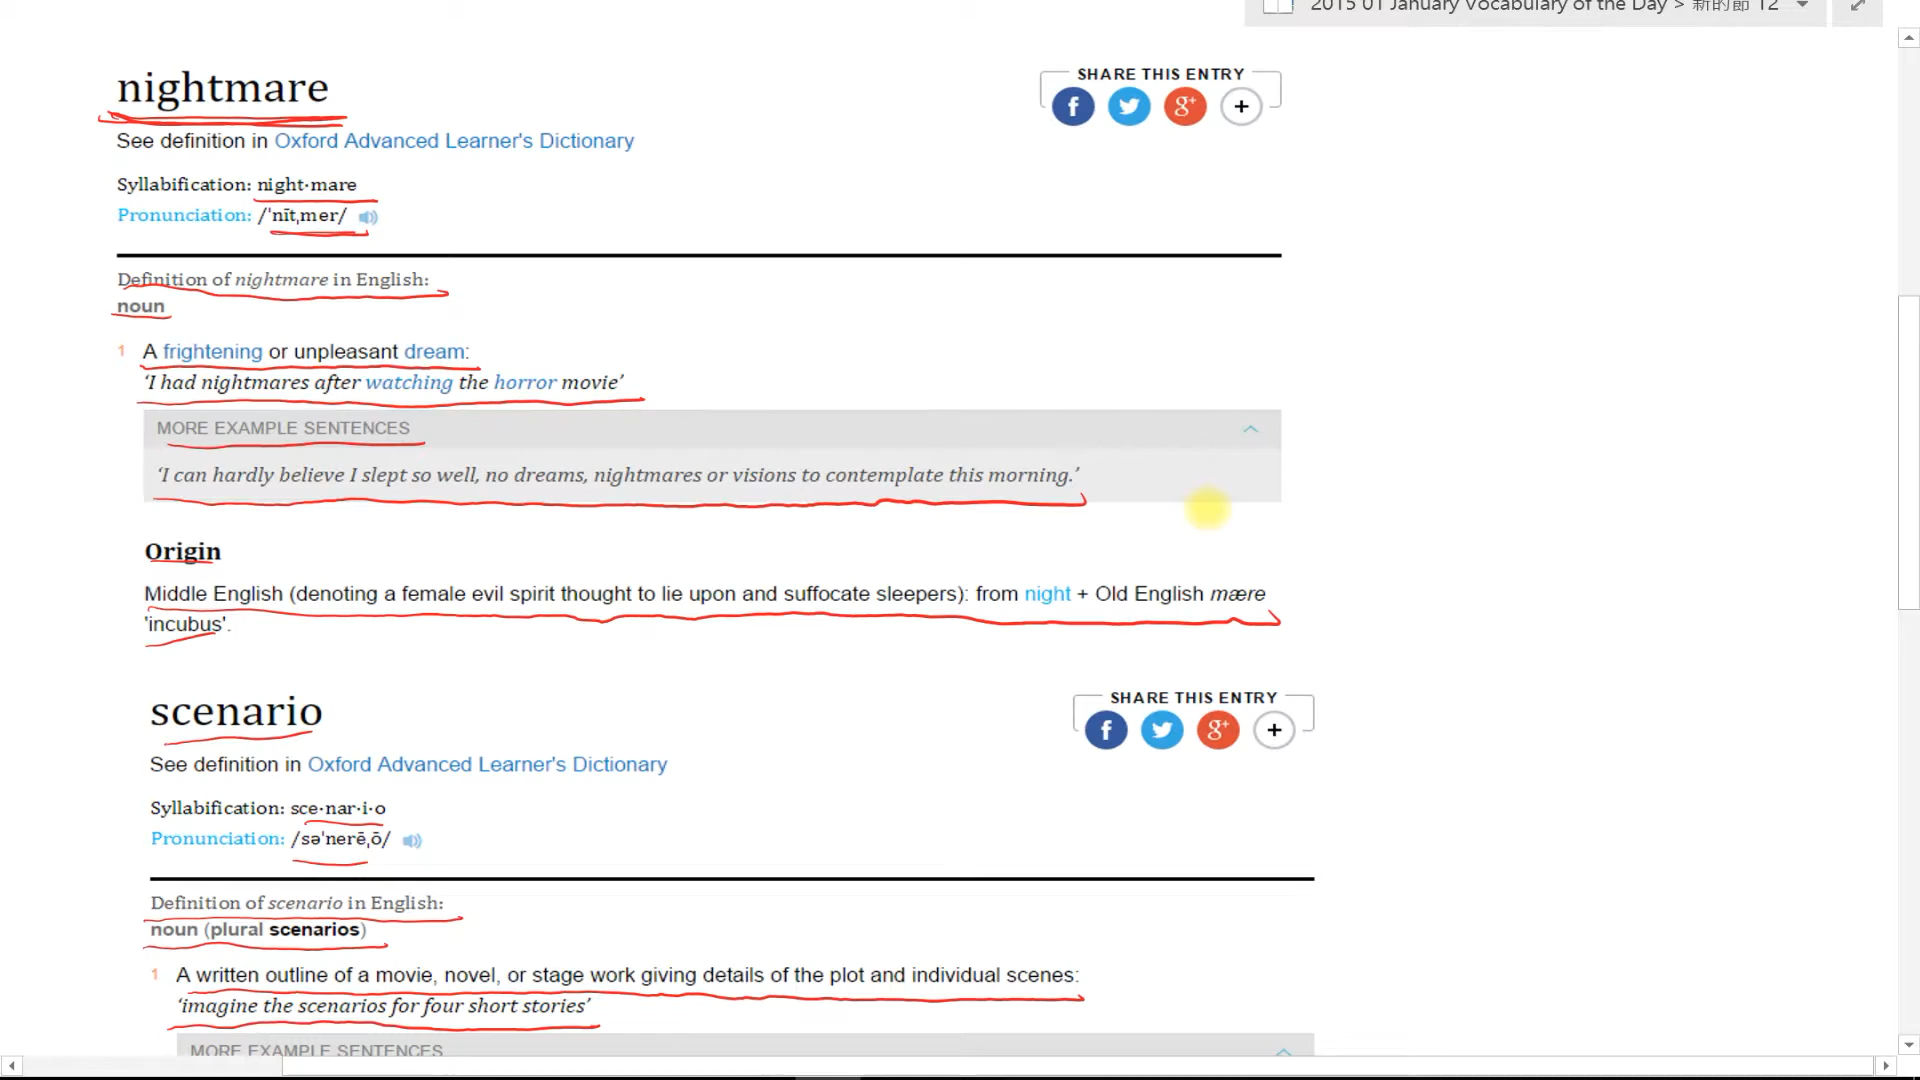 2015 01 January Vocabulary of the Day > 新的節 12
nightmare
SHARE THIS ENTRY
See definition in Oxford Advanced Learner's Dictionary
Syllabification: night·mare
Pronunciation: /ˈnītˌmer/
Definition of nightmare in English:
noun
1 A frightening or unpleasant dream:
‘I had nightmares after watching the horror movie’
MORE EXAMPLE SENTENCES
‘I can hardly believe I slept so well, no dreams, nightmares or visions to contemplate this morning.’
Origin
Middle English (denoting a female evil spirit thought to lie upon and suffocate sleepers): from night + Old English mære
'incubus'.
scenario
SHARE THIS ENTRY
See definition in Oxford Advanced Learner's Dictionary
Syllabification: sce·nar·i·o
Pronunciation: /səˈnerēˌō/
Definition of scenario in English:
noun (plural scenarios)
1 A written outline of a movie, novel, or stage work giving details of the plot and individual scenes:
‘imagine the scenarios for four short stories’
MORE EXAMPLE SENTENCES